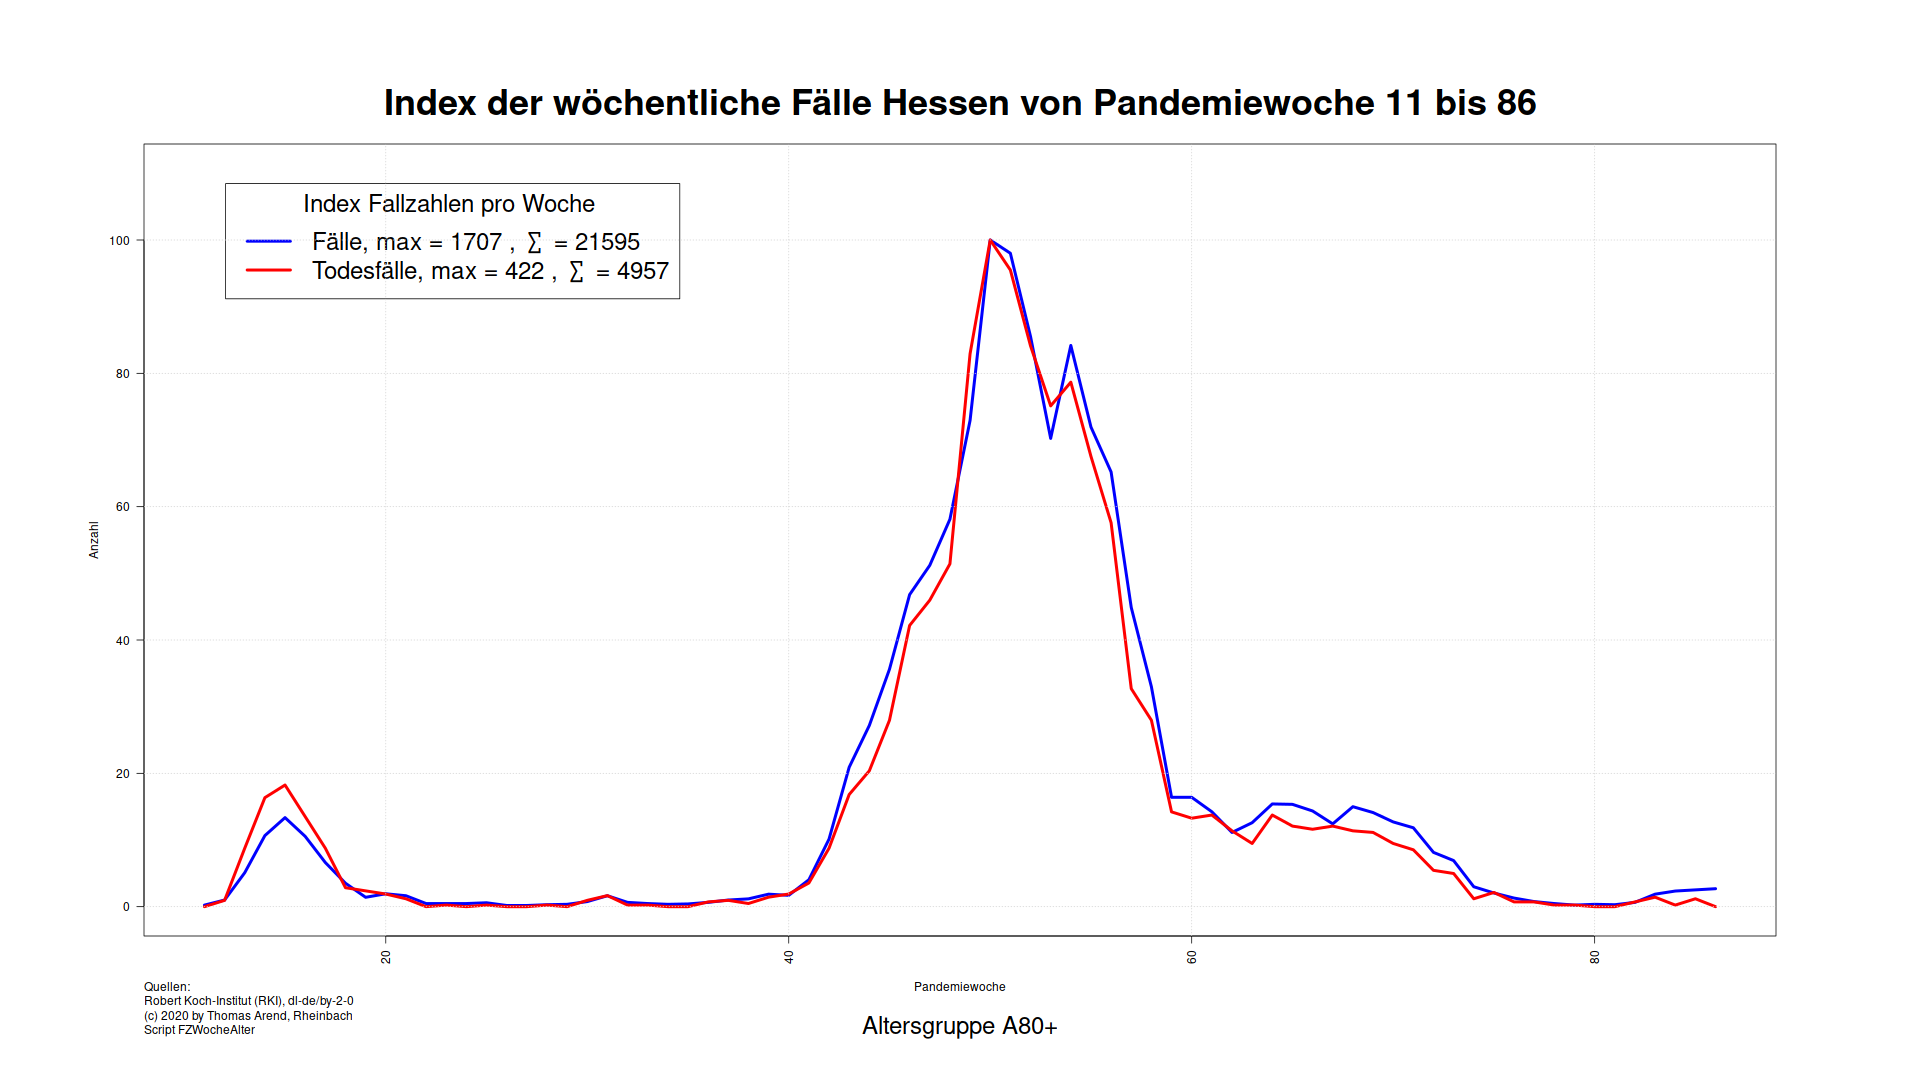 Index der wöchentliche Fälle Hessen von Pandemiewoche 11 bis 86
Index Fallzahlen pro Woche
Fälle, max = 1707 , ∑ = 21595
Todesfälle, max = 422 , ∑ = 4957
100
80
60
40
20
0
Anzahl
20
40
60
80
Pandemiewoche
Altersgruppe A80+
Quellen:
Robert Koch-Institut (RKI), dl-de/by-2-0
(c) 2020 by Thomas Arend, Rheinbach
Script FZWocheAlter